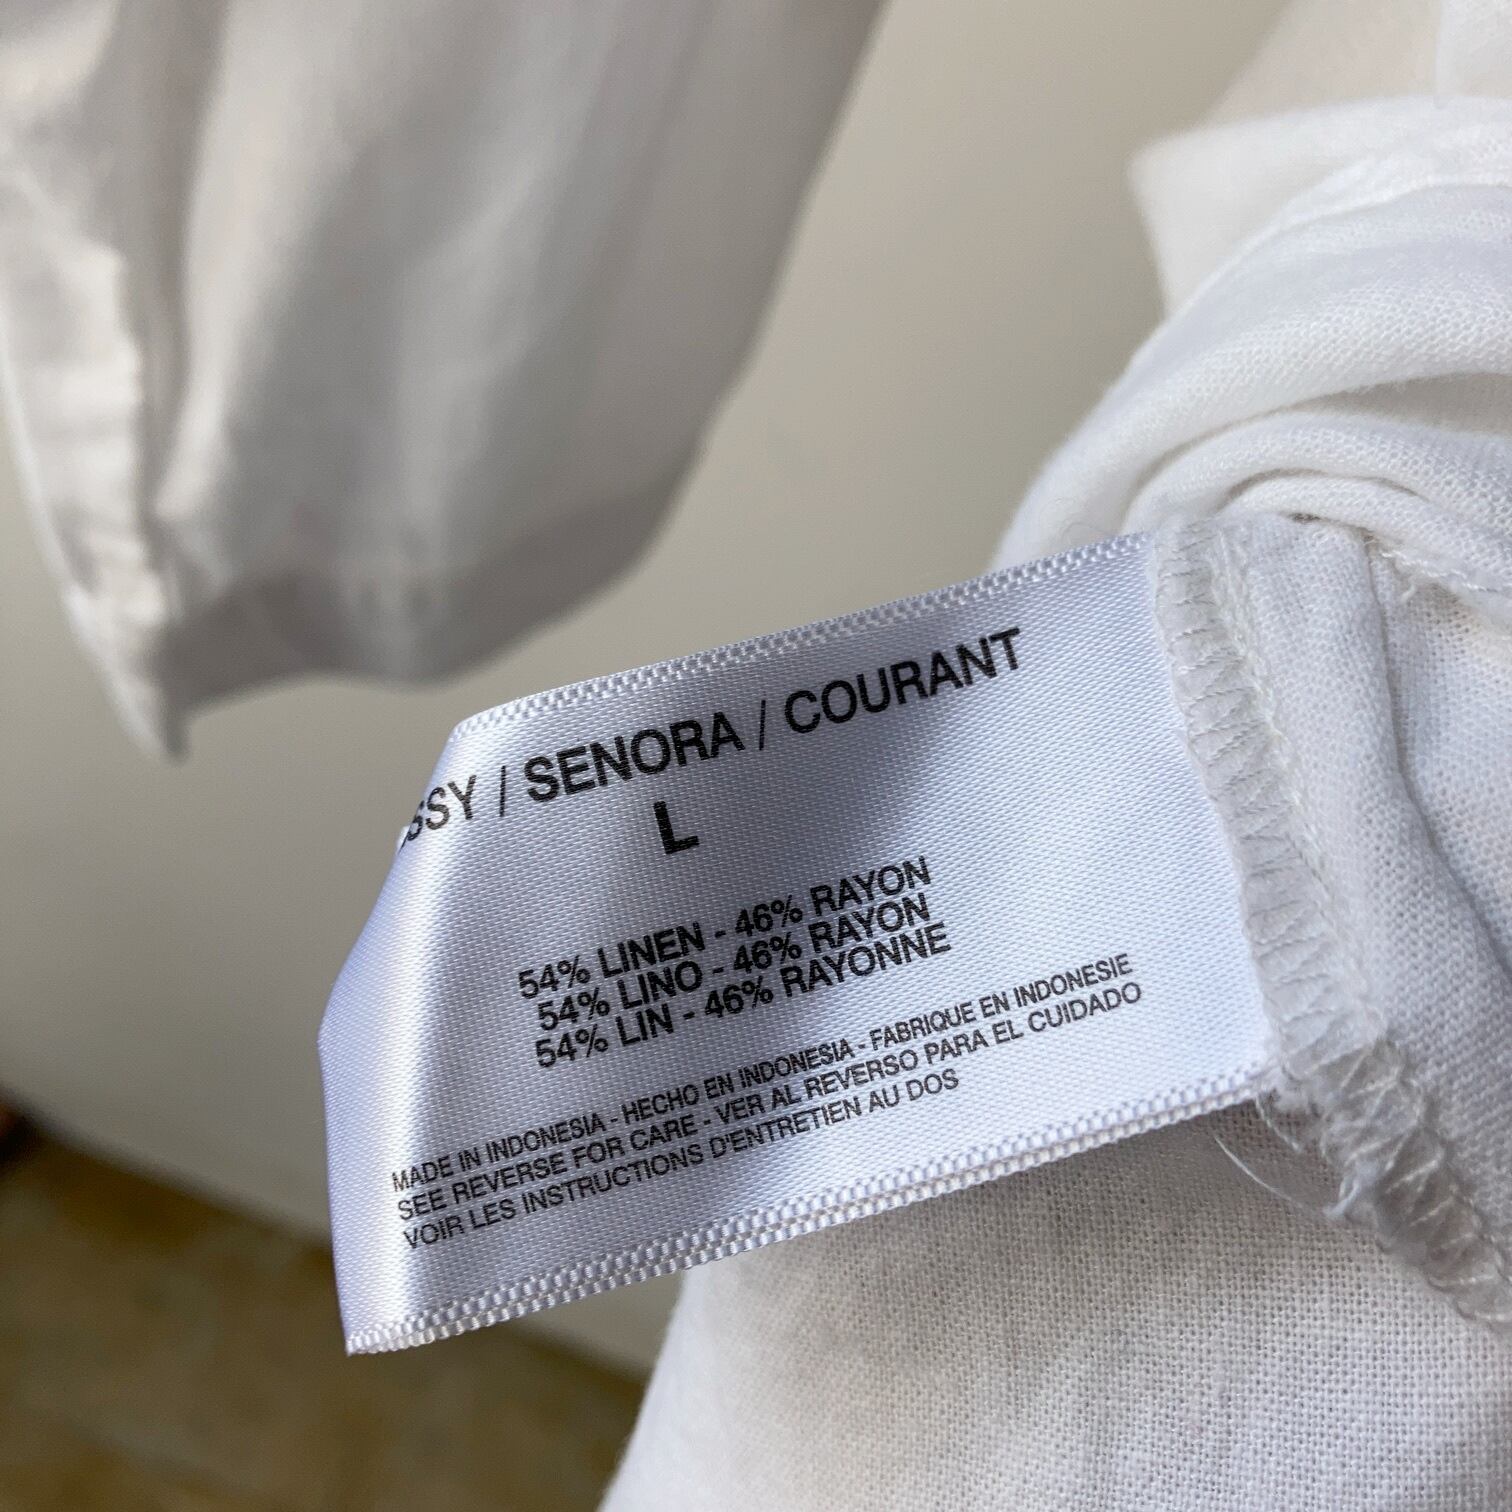 / SENORA / COURANT
L
54% LINEN - 46% RAYON
54% LINO - 46% RAYON
54% LIN - 46% RAYONNE
MADE IN INDONESIA - HECHO EN INDONESIA - FABRIQUE EN INDONESIE
SEE REVERSE FOR CARE - VER AL REVERSO PARA EL CUIDADO
VOIR LES INSTRUCTIONS D'ENTRETIEN AU DOS